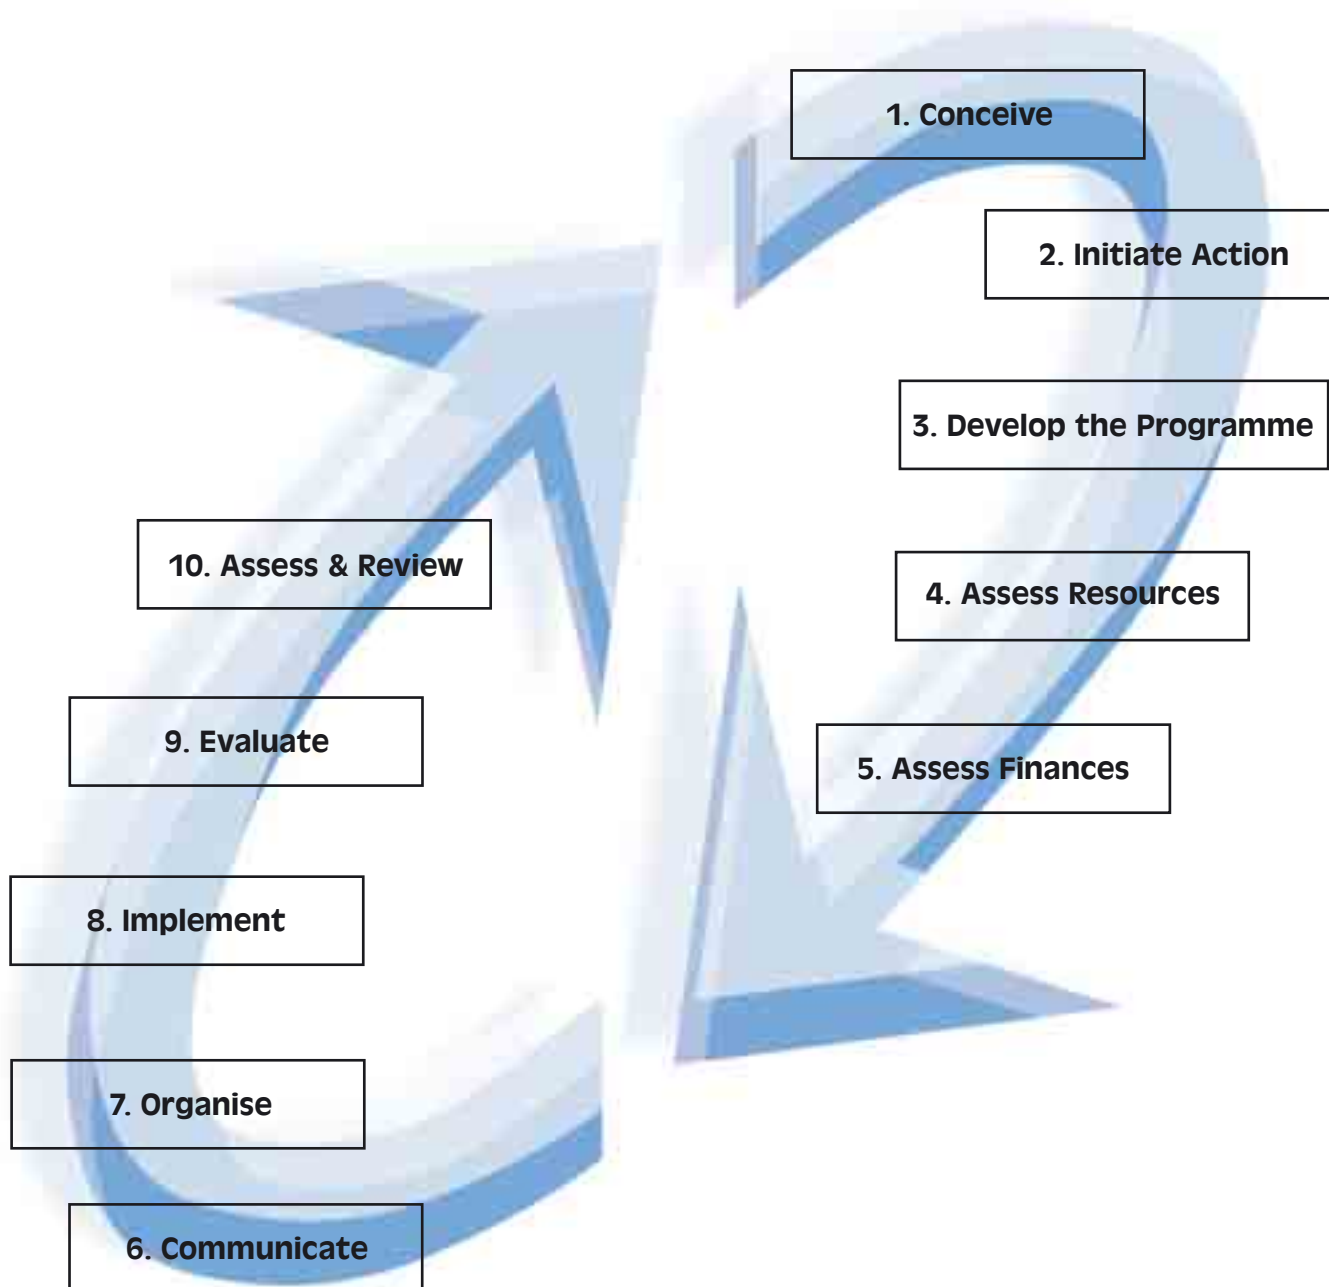 1. Conceive
2. Initiate Action
3. Develop the Programme
4. Assess Resources
5. Assess Finances
6. Communicate
7. Organise
8. Implement
9. Evaluate
10. Assess & Review